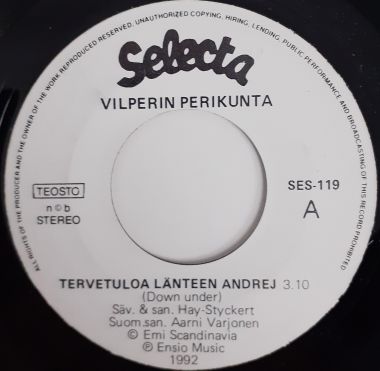 ALL RIGHTS OF THE PRODUCER AND THE OWNER OF THE WORK REPRODUCED RESERVED. UNAUTHORIZED COPYING, HIRING, LENDING, PUBLIC PERFORMANCE AND BROADCASTING OF THIS RECORD PROHIBITED
Selecta
VILPERIN PERIKUNTA
TEOSTO
n©b
STEREO
SES-119
A
TERVETULOA LÄNTEEN ANDREJ 3.10
(Down under)
Säv. & san. Hay-Styckert
Suom.san. Aarni Varjonen
© Emi Scandinavia
℗ Ensio Music
1992